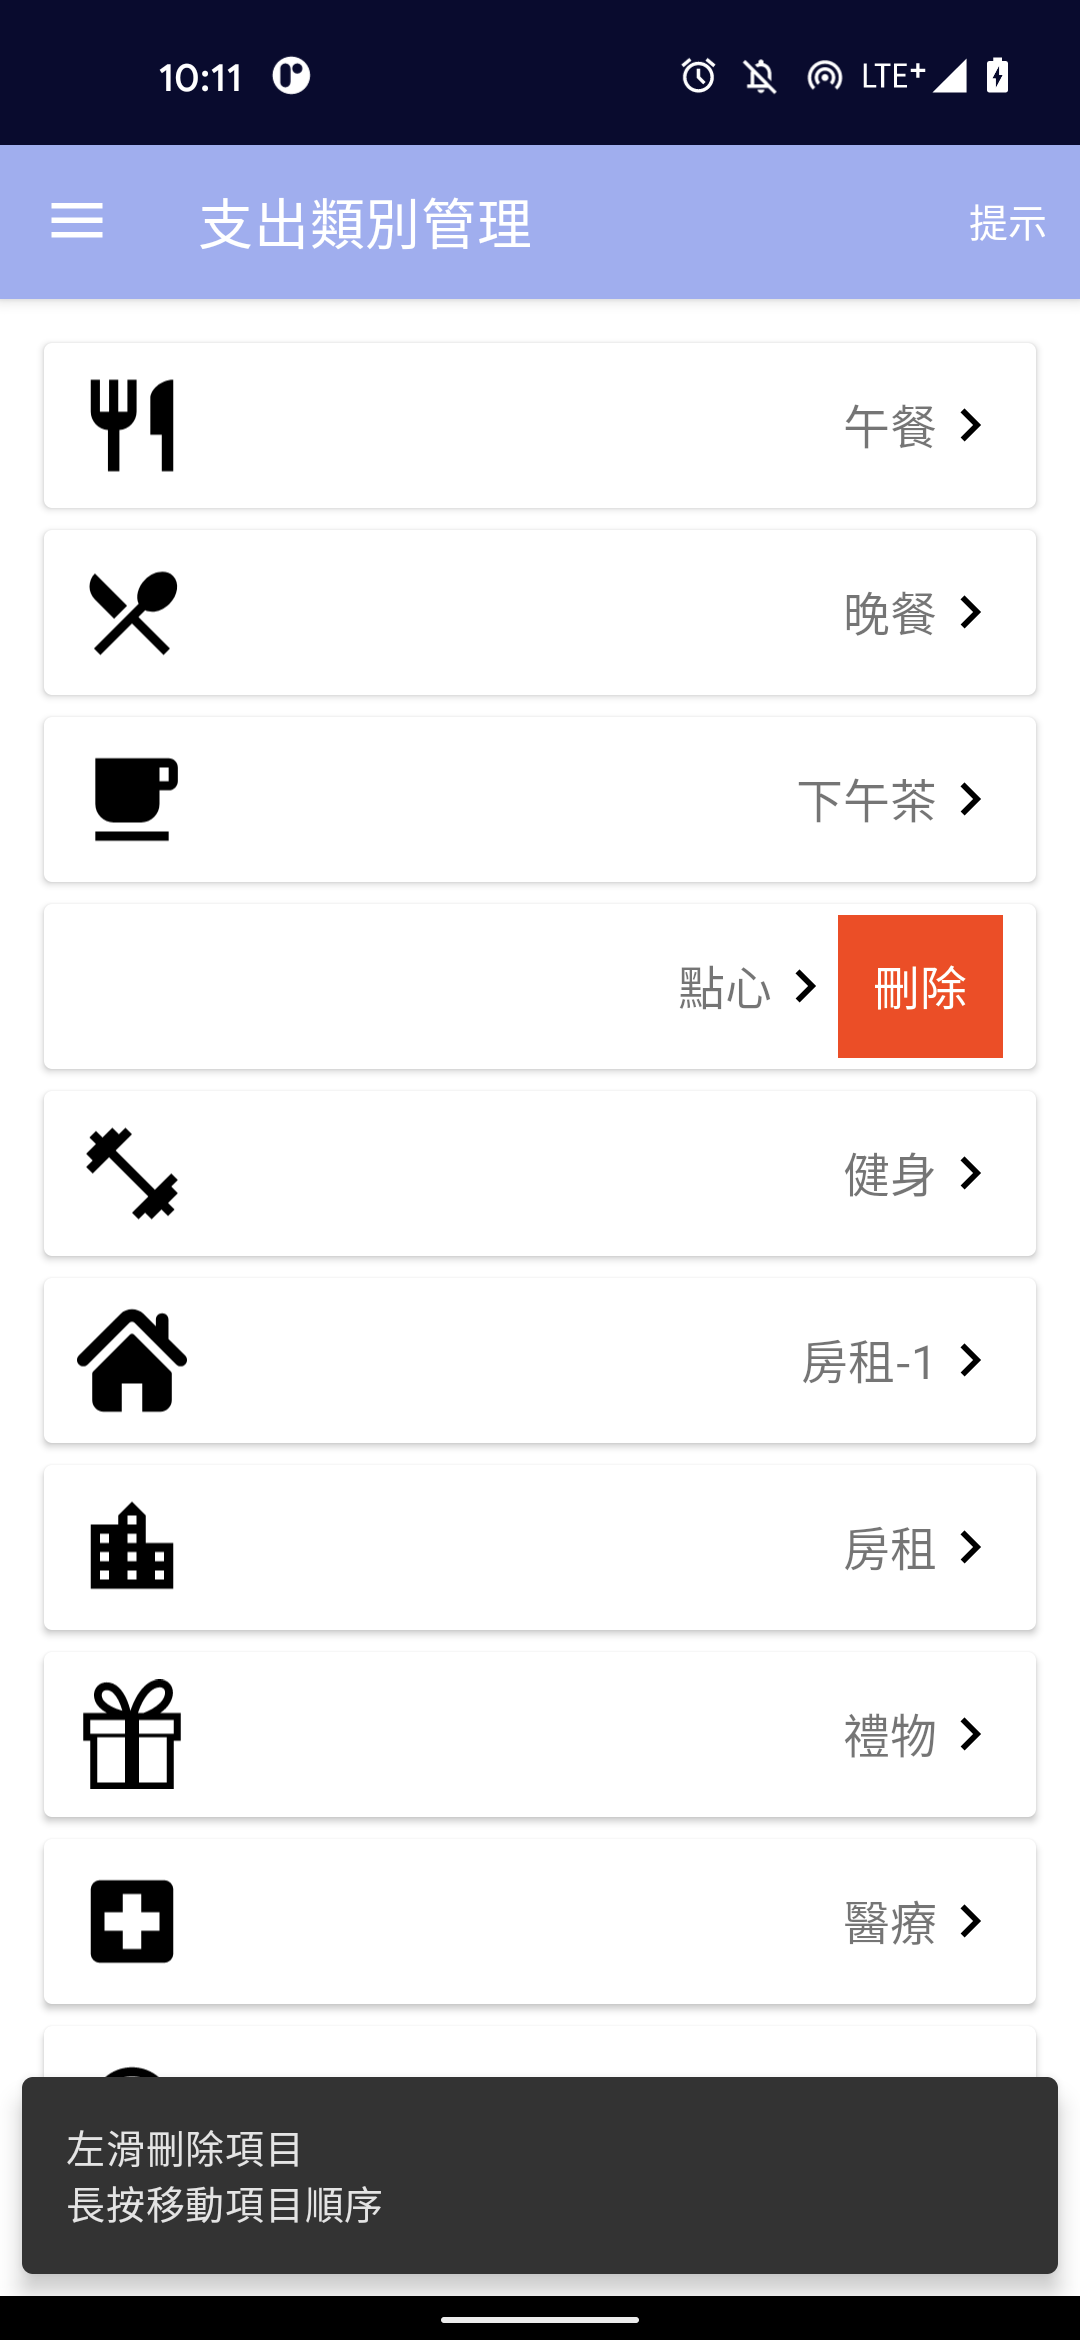 10:11
LTE+
支出類別管理
提示
午餐
晚餐
下午茶
點心
刪除
健身
房租-1
房租
禮物
醫療
左滑刪除項目
長按移動項目順序